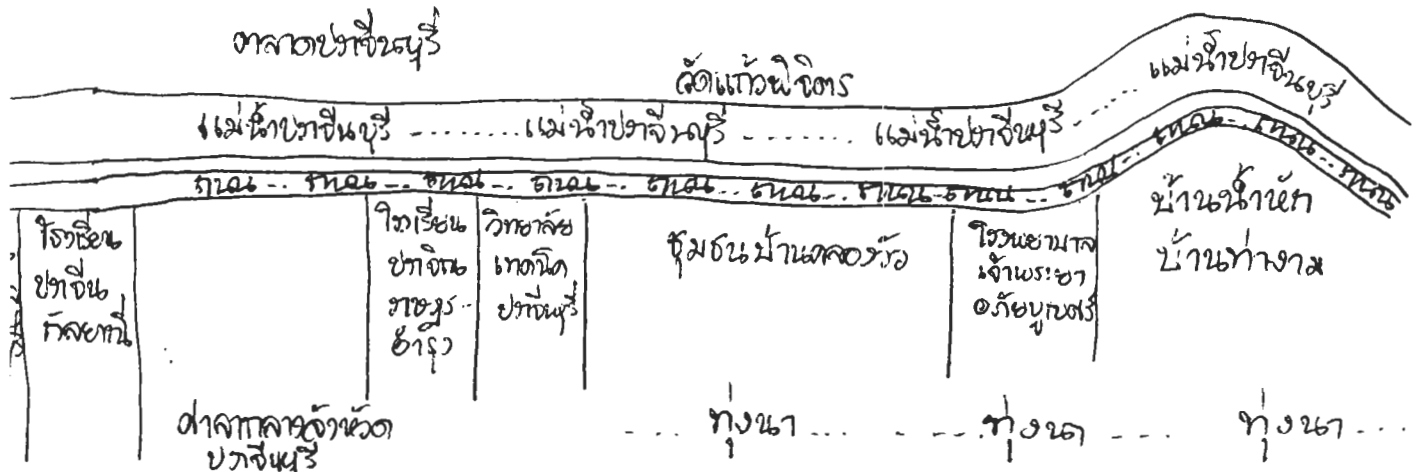 ตลาดปราจีนบุรี
วัดแก้วพิจิตร
แม่น้ำปราจีนบุรี ........ แม่น้ำปราจีนบุรี ........ แม่น้ำปราจีนบุรี ........ แม่น้ำปราจีนบุรี
ถนน... ถนน... ถนน... ถนน... ถนน... ถนน... ถนน... ถนน... ถนน... ถนน... ถนน... ถนน
โรงเรียน
ปราจีน
กัลยาณี
โรงเรียน
ปราจิณ
ราษฎร
อำรุง
วิทยาลัย
เทคนิค
ปราจีนบุรี
ชุมชนบ้านคลองรั้ว
โรงพยาบาล
เจ้าพระยา
อภัยภูเบศร
บ้านน้ำหัก
บ้านท่างาม
ศาลากลางจังหวัด
ปราจีนบุรี
.... ทุ่งนา .... .... ทุ่งนา .... ทุ่งนา ....